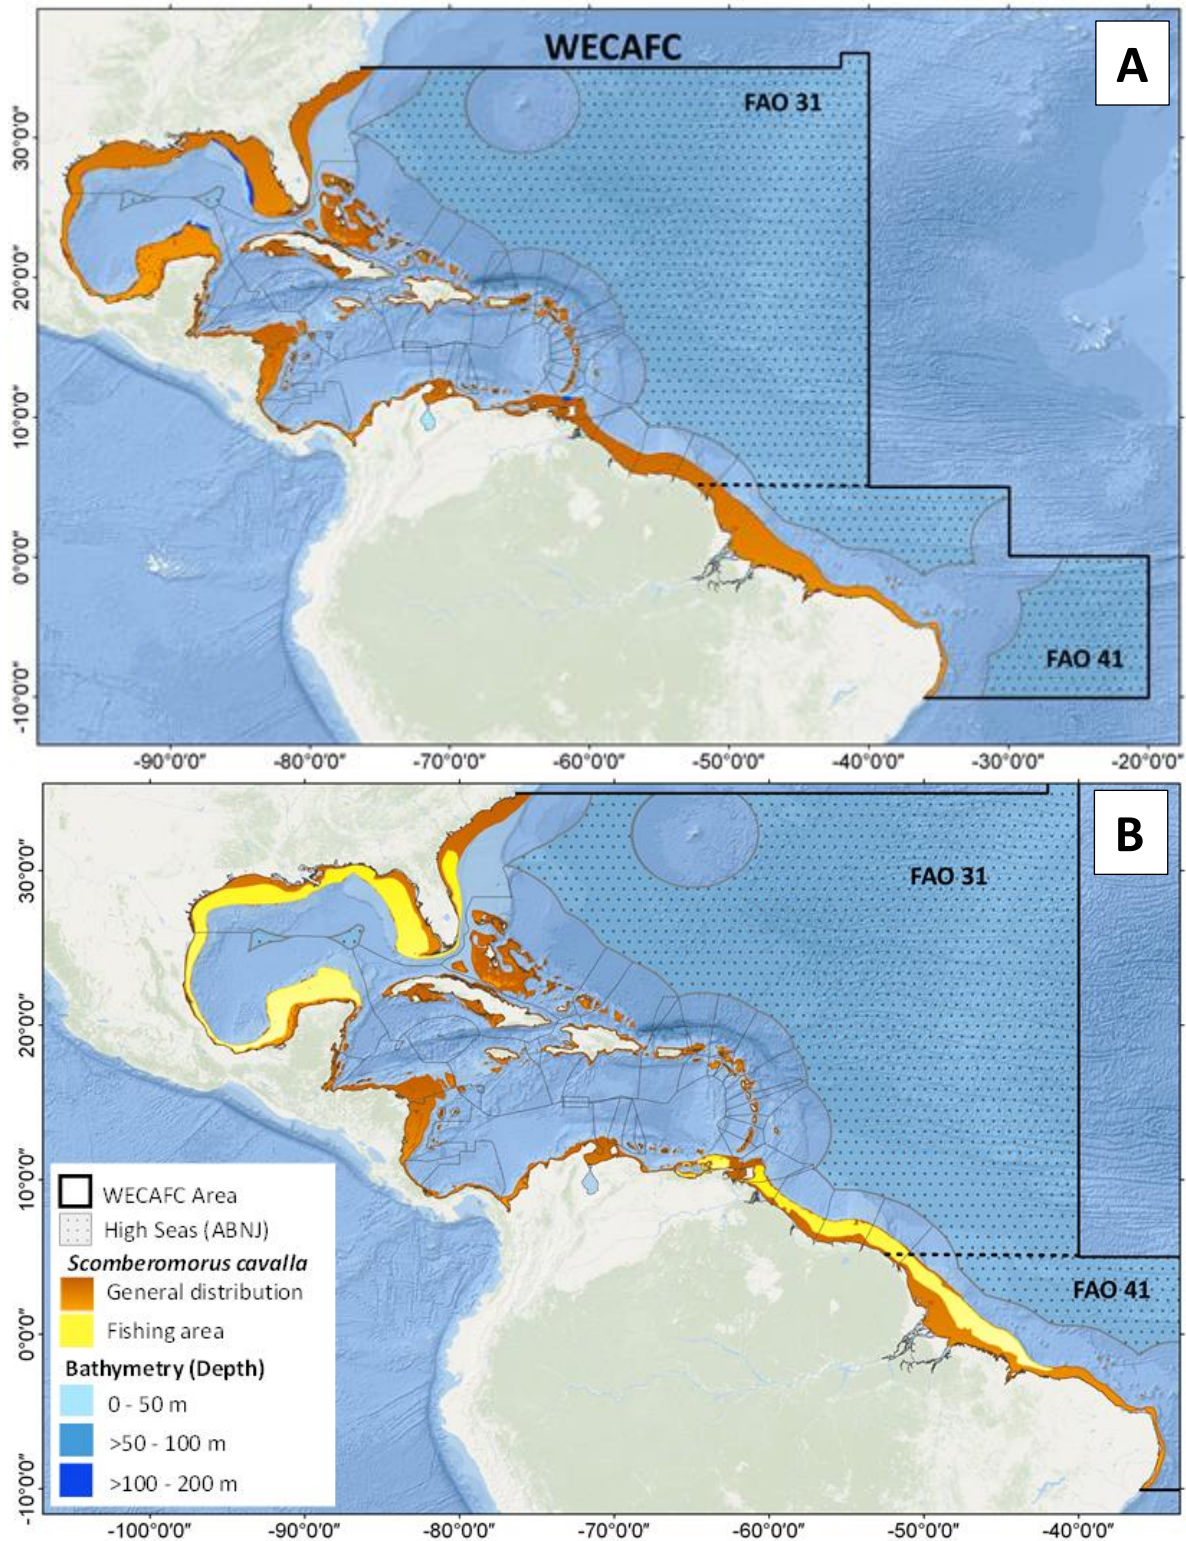 WECAFC
A
FAO 31
FAO 41
30°0'0"
20°0'0"
10°0'0"
0°0'0"
-10°0'0"
-90°0'0"
-80°0'0"
-70°0'0"
-60°0'0"
-50°0'0"
-40°0'0"
-30°0'0"
-20°0'0"
B
FAO 31
FAO 41
30°0'0"
20°0'0"
10°0'0"
0°0'0"
-10°0'0"
WECAFC Area
High Seas (ABNJ)
Scomberomorus cavalla
General distribution
Fishing area
Bathymetry (Depth)
0 - 50 m
>50 - 100 m
>100 - 200 m
-100°0'0"
-90°0'0"
-80°0'0"
-70°0'0"
-60°0'0"
-50°0'0"
-40°0'0"